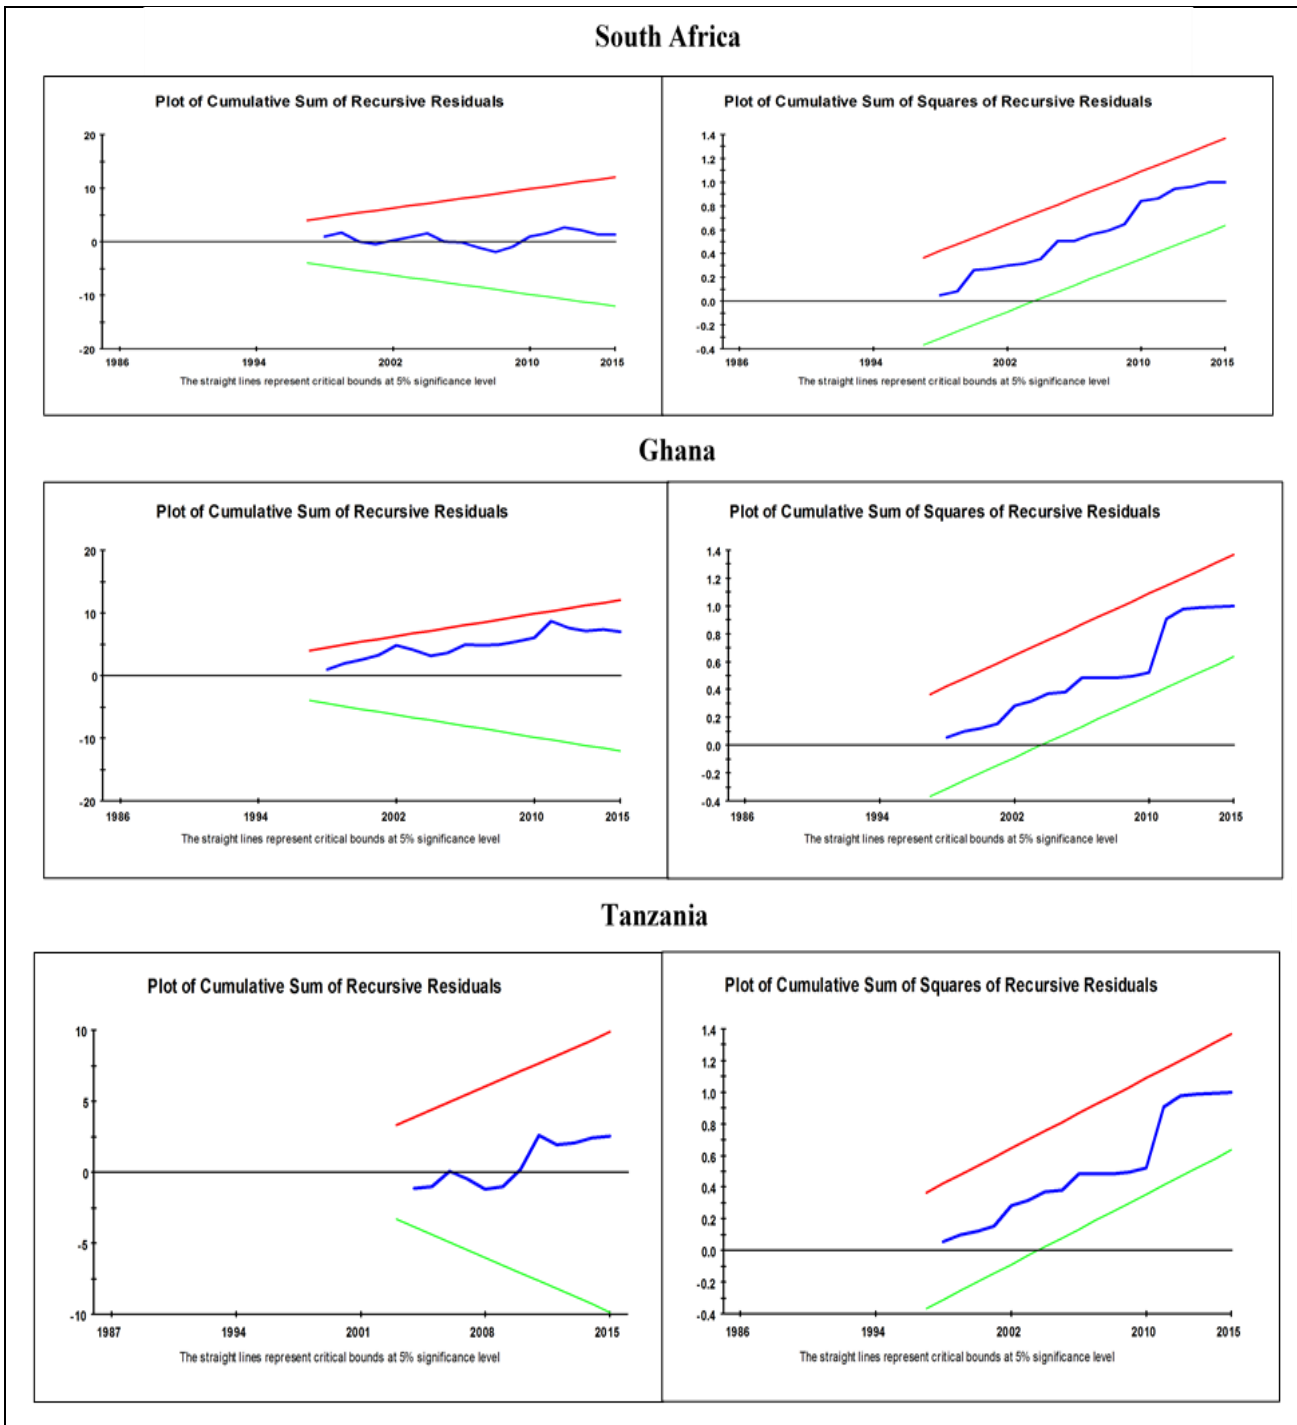 South Africa
Plot of Cumulative Sum of Recursive Residuals
20
10
0
-10
-20
1986 1994 2002 2010 2015
The straight lines represent critical bounds at 5% significance level
Plot of Cumulative Sum of Squares of Recursive Residuals
1.4
1.2
1.0
0.8
0.6
0.4
0.2
0.0
-0.2
-0.4
1986 1994 2002 2010 2015
The straight lines represent critical bounds at 5% significance level
Ghana
Plot of Cumulative Sum of Recursive Residuals
20
10
0
-10
-20
1986 1994 2002 2010 2015
The straight lines represent critical bounds at 5% significance level
Plot of Cumulative Sum of Squares of Recursive Residuals
1.4
1.2
1.0
0.8
0.6
0.4
0.2
0.0
-0.2
-0.4
1986 1994 2002 2010 2015
The straight lines represent critical bounds at 5% significance level
Tanzania
Plot of Cumulative Sum of Recursive Residuals
10
5
0
-5
-10
1987 1994 2001 2008 2015
The straight lines represent critical bounds at 5% significance level
Plot of Cumulative Sum of Squares of Recursive Residuals
1.4
1.2
1.0
0.8
0.6
0.4
0.2
0.0
-0.2
-0.4
1986 1994 2002 2010 2015
The straight lines represent critical bounds at 5% significance level